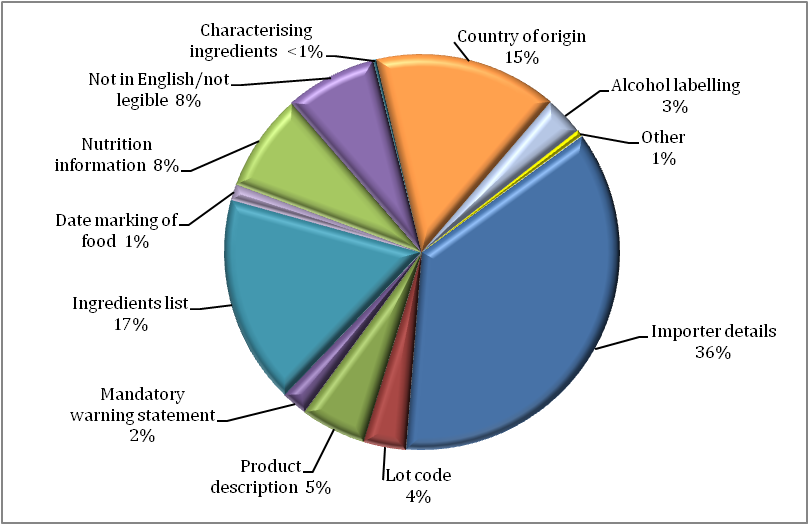 Characterising
ingredients <1%
Country of origin
15%
Not in English/not
legible 8%
Alcohol labelling
3%
Other
1%
Nutrition
information 8%
Date marking of
food 1%
Ingredients list
17%
Importer details
36%
Mandatory
warning statement
2%
Product
description 5%
Lot code
4%